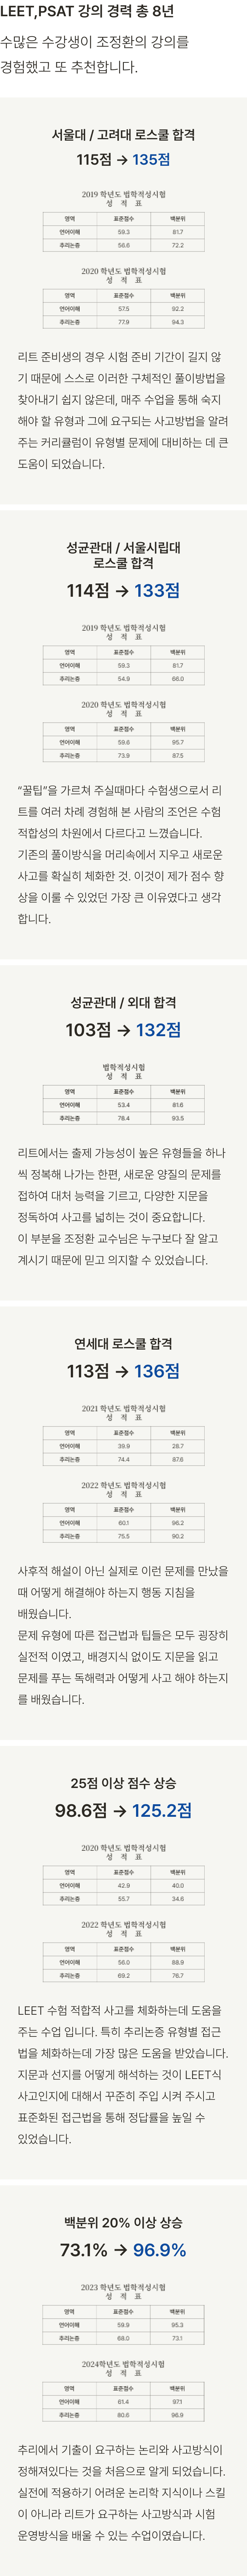 LEET,PSAT 강의 경력 총 8년
수많은 수강생이 조정환의 강의를
경험했고 또 추천합니다.
서울대 / 고려대 로스쿨 합격
115점 → 135점
2019 학년도 법학적성시험
성 적 표
영역 표준점수 백분위
언어이해 59.3 81.7
추리논증 56.6 72.2
2020 학년도 법학적성시험
성 적 표
영역 표준점수 백분위
언어이해 57.5 92.2
추리논증 77.9 94.3
리트 준비생의 경우 시험 준비 기간이 길지 않
기 때문에 스스로 이러한 구체적인 풀이방법을
찾아내기 쉽지 않은데, 매주 수업을 통해 숙지
해야 할 유형과 그에 요구되는 사고방법을 알려
주는 커리큘럼이 유형별 문제에 대비하는 데 큰
도움이 되었습니다.
성균관대 / 서울시립대
로스쿨 합격
114점 → 133점
2019 학년도 법학적성시험
성 적 표
영역 표준점수 백분위
언어이해 59.3 81.7
추리논증 54.9 66.0
2020 학년도 법학적성시험
성 적 표
영역 표준점수 백분위
언어이해 59.6 95.7
추리논증 73.9 87.5
“꿀팁”을 가르쳐 주실때마다 수험생으로서 리
트를 여러 차례 경험해 본 사람의 조언은 수험
적합성의 차원에서 다르다고 느꼈습니다.
기존의 풀이방식을 머리속에서 지우고 새로운
사고를 확실히 체화한 것. 이것이 제가 점수 향
상을 이룰 수 있었던 가장 큰 이유였다고 생각
합니다.
성균관대 / 외대 합격
103점 → 132점
법학적성시험
성 적 표
영역 표준점수 백분위
언어이해 53.4 81.6
추리논증 78.4 93.5
리트에서는 출제 가능성이 높은 유형들을 하나
씩 정복해 나가는 한편, 새로운 양질의 문제를
접하여 대처 능력을 기르고, 다양한 지문을
정독하여 사고를 넓히는 것이 중요합니다.
이 부분을 조정환 교수님은 누구보다 잘 알고
계시기 때문에 믿고 의지할 수 있었습니다.
연세대 로스쿨 합격
113점 → 136점
2021 학년도 법학적성시험
성 적 표
영역 표준점수 백분위
언어이해 39.9 28.7
추리논증 74.4 87.6
2022 학년도 법학적성시험
성 적 표
영역 표준점수 백분위
언어이해 60.1 96.2
추리논증 75.5 90.2
사후적 해설이 아닌 실제로 이런 문제를 만났을
때 어떻게 해결해야 하는지 행동 지침을
배웠습니다.
문제 유형에 따른 접근법과 팁들은 모두 굉장히
실전적 이였고, 배경지식 없이도 지문을 읽고
문제를 푸는 독해력과 어떻게 사고 해야 하는지
를 배웠습니다.
25점 이상 점수 상승
98.6점 → 125.2점
2020 학년도 법학적성시험
성 적 표
영역 표준점수 백분위
언어이해 42.9 40.0
추리논증 55.7 34.6
2022 학년도 법학적성시험
성 적 표
영역 표준점수 백분위
언어이해 56.0 88.9
추리논증 69.2 76.7
LEET 수험 적합적 사고를 체화하는데 도움을
주는 수업 입니다. 특히 추리논증 유형별 접근
법을 체화하는데 가장 많은 도움을 받았습니다.
지문과 선지를 어떻게 해석하는 것이 LEET식
사고인지에 대해서 꾸준히 주입 시켜 주시고
표준화된 접근법을 통해 정답률을 높일 수
있었습니다.
백분위 20% 이상 상승
73.1% → 96.9%
2023 학년도 법학적성시험
성 적 표
영역 표준점수 백분위
언어이해 59.9 95.3
추리논증 68.0 73.1
2024학년도 법학적성시험
성 적 표
영역 표준점수 백분위
언어이해 61.4 97.1
추리논증 80.6 96.9
추리에서 기출이 요구하는 논리와 사고방식이
정해져있다는 것을 처음으로 알게 되었습니다.
실전에 적용하기 어려운 논리학 지식이나 스킬
이 아니라 리트가 요구하는 사고방식과 시험
운영방식을 배울 수 있는 수업이였습니다.